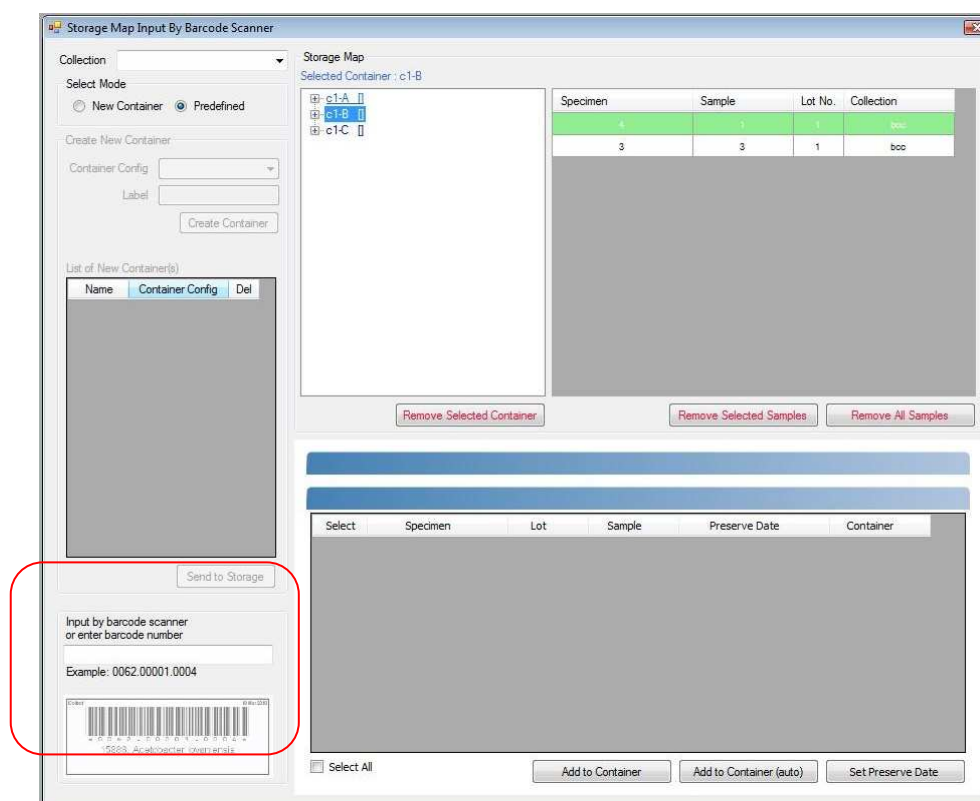 Storage Map Input By Barcode Scanner
Collection
Select Mode
New Container
Predefined
Create New Container
Container Config
Label
Create Container
List of New Container(s)
Name Container Config Del
Send to Storage
Input by barcode scanner
or enter barcode number
Example: 0062.00001.0004
Storage Map
Selected Container : c1-B
c1-A []
c1-B []
c1-C []
Specimen Sample Lot No. Collection
4 1 1 bcc
3 3 1 bcc
Remove Selected Container
Remove Selected Samples
Remove All Samples
Select Specimen Lot Sample Preserve Date Container
Select All
Add to Container
Add to Container (auto)
Set Preserve Date